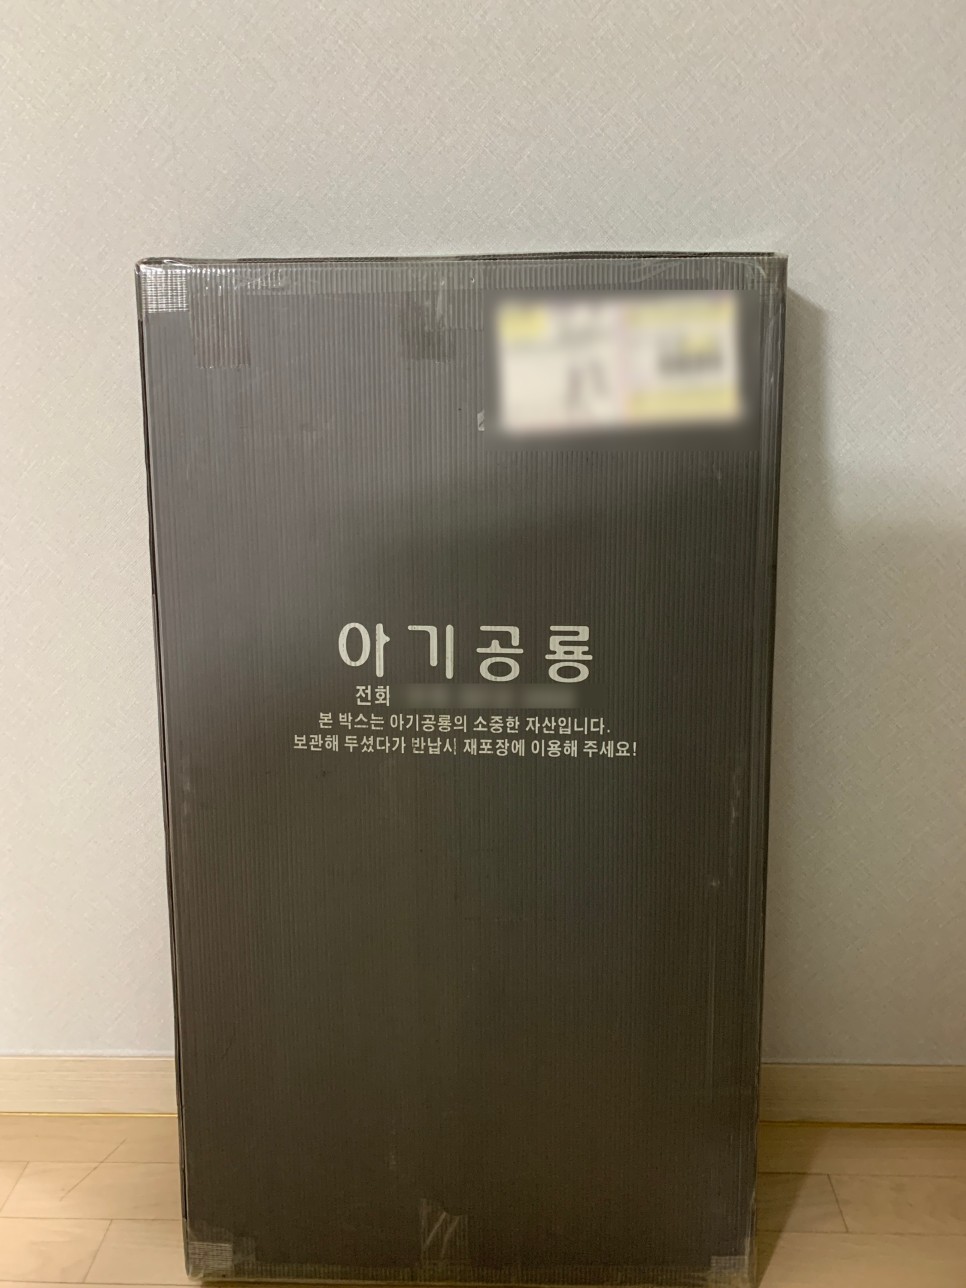 아기공룡
전화
본 박스는 아기공룡의 소중한 자산입니다.
보관해 두셨다가 반납시 재포장에 이용해 주세요!